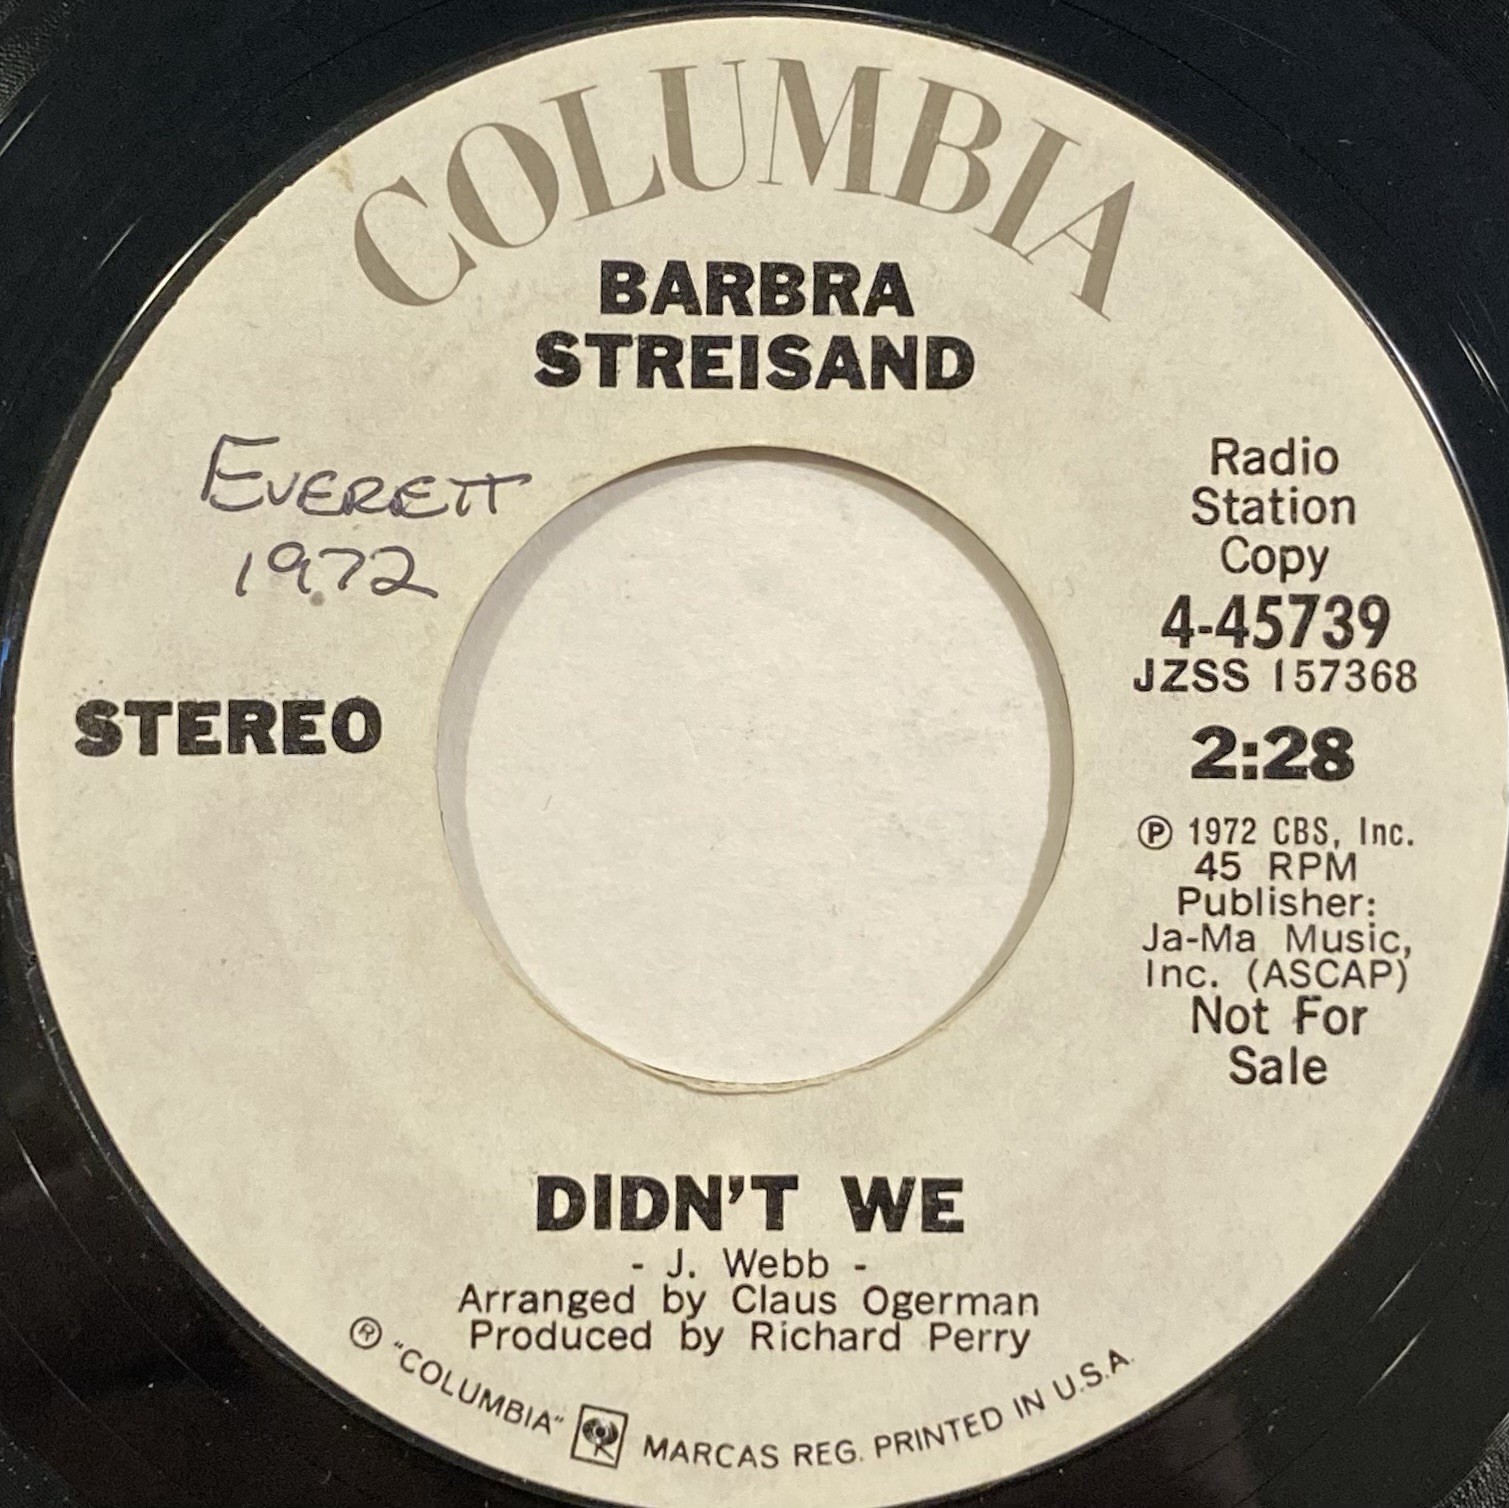 COLUMBIA
BARBRA
STREISAND
EVERETT
1972
STEREO
Radio
Station
Copy
4-45739
JZSS 157368
2:28
Ⓟ 1972 CBS, Inc.
45 RPM
Publisher:
Ja-Ma Music,
Inc. (ASCAP)
Not For
Sale
DIDN'T WE
- J. Webb -
Arranged by Claus Ogerman
Produced by Richard Perry
® "COLUMBIA" MARCAS REG. PRINTED IN U.S.A.